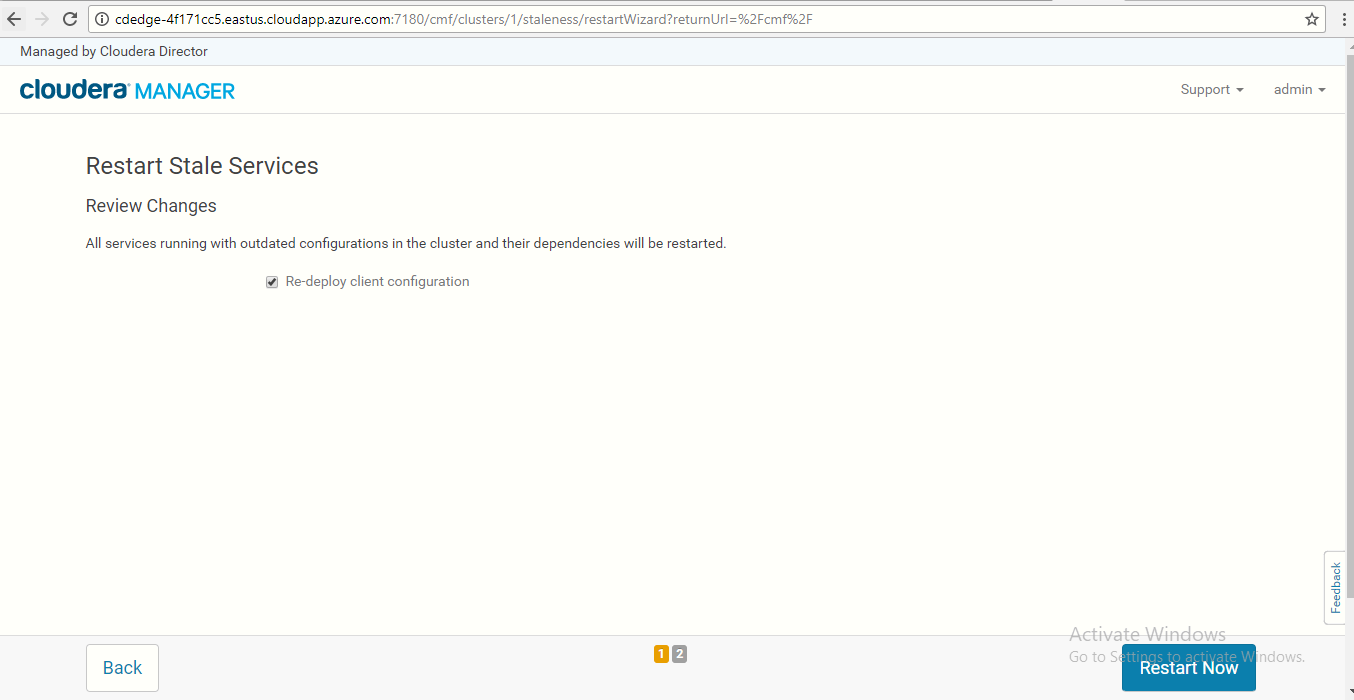 cdedge-4f171cc5.eastus.cloudapp.azure.com:7180/cmf/clusters/1/staleness/restartWizard?returnUrl=%2Fcmf%2F
Managed by Cloudera Director
cloudera MANAGER
Support
admin
Restart Stale Services
Review Changes
All services running with outdated configurations in the cluster and their dependencies will be restarted.
Re-deploy client configuration
Feedback
Activate Windows
Go to Settings to activate Windows.
Back
1 2
Restart Now